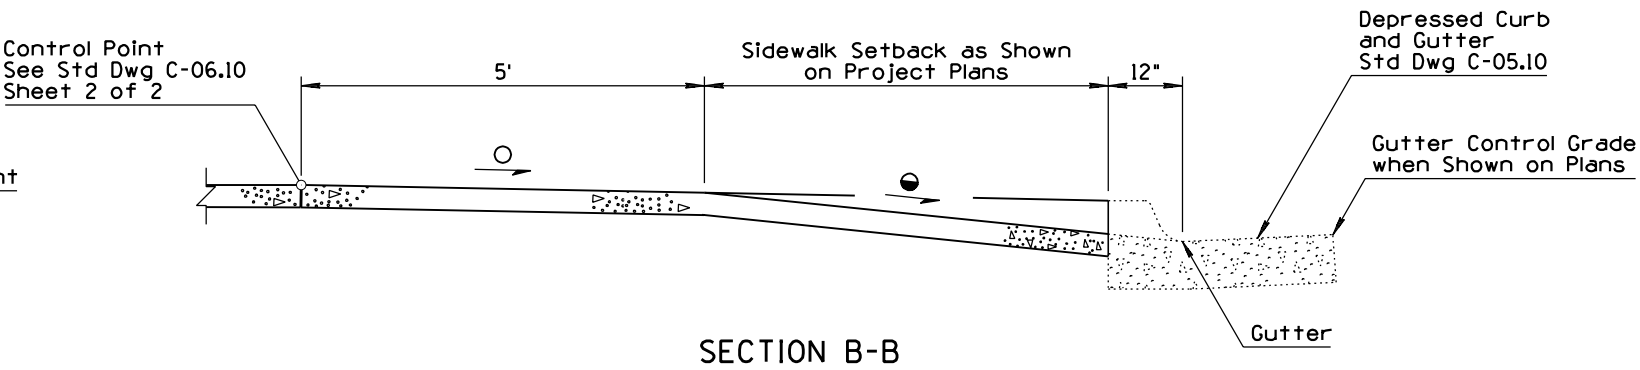 Control Point
See Std Dwg C-06.10
Sheet 2 of 2
5'
Sidewalk Setback as Shown
on Project Plans
12"
Depressed Curb
and Gutter
Std Dwg C-05.10
Gutter Control Grade
when Shown on Plans
nt
Gutter
SECTION B-B